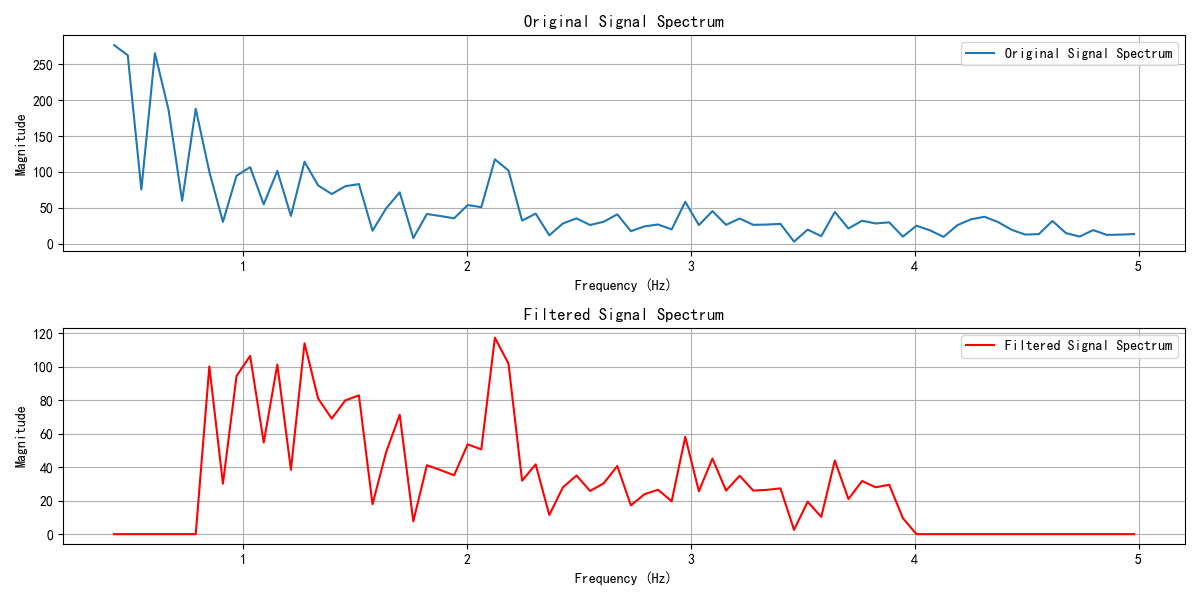 Original Signal Spectrum
Original Signal Spectrum
Magnitude
250
200
150
100
50
0
1 2 3 4 5
Frequency (Hz)
Filtered Signal Spectrum
Filtered Signal Spectrum
Magnitude
120
100
80
60
40
20
0
1 2 3 4 5
Frequency (Hz)